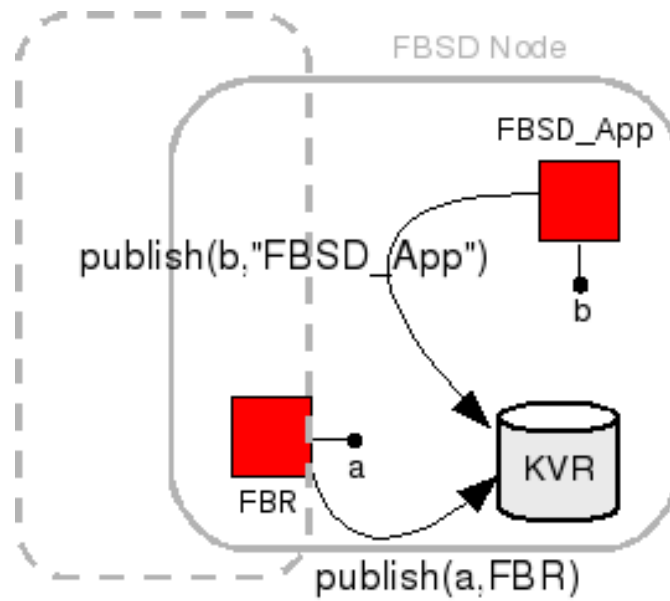 FBSD Node
FBSD_App
publish(b,"FBSD_App")
b
a
KVR
FBR
publish(a,FBR)